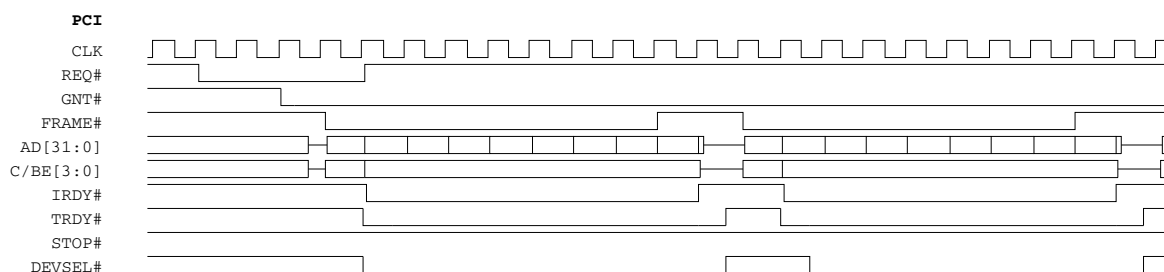 PCI
CLK
REQ#
GNT#
FRAME#
AD[31:0]
C/BE[3:0]
IRDY#
TRDY#
STOP#
DEVSEL#